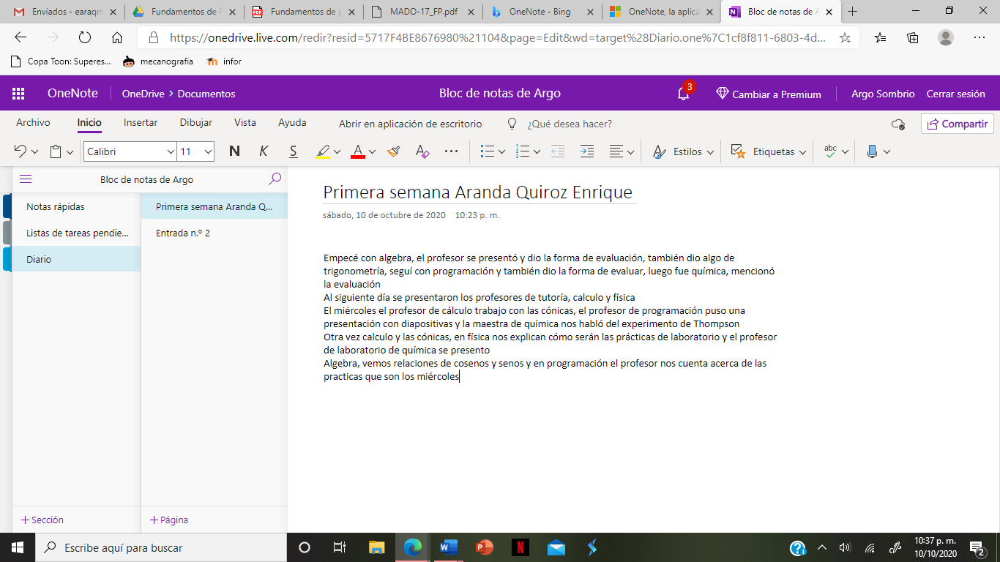 Enviados - earaqm
Fundamentos de P
Fundamentos de p
MADO-17_FP.pdf
OneNote - Bing
OneNote, la aplica
Bloc de notas de A
https://onedrive.live.com/redir?resid=5717F4BE8676980%21104&page=Edit&wd=target%28Diario.one%7C1cf8f811-6803-4d...
Copa Toon: Superes...
mecanografia
infor
OneNote
OneDrive > Documentos
Bloc de notas de Argo
3
Cambiar a Premium
Argo Sombrio
Cerrar sesión
Archivo
Inicio
Insertar
Dibujar
Vista
Ayuda
Abrir en aplicación de escritorio
¿Qué desea hacer?
Compartir
Calibri
11
N
K
S
A
Estilos
Etiquetas
abc
Bloc de notas de Argo
Notas rápidas
Listas de tareas pendie...
Diario
Primera semana Aranda Q...
Entrada n.º 2
Primera semana Aranda Quiroz Enrique
sábado, 10 de octubre de 2020 10:23 p. m.
Empecé con algebra, el profesor se presentó y dio la forma de evaluación, también dio algo de
trigonometría, seguí con programación y también dio la forma de evaluar, luego fue química, mencionó
la evaluación
Al siguiente día se presentaron los profesores de tutoría, calculo y física
El miércoles el profesor de cálculo trabajo con las cónicas, el profesor de programación puso una
presentación con diapositivas y la maestra de química nos habló del experimento de Thompson
Otra vez calculo y las cónicas, en física nos explican cómo serán las prácticas de laboratorio y el profesor
de laboratorio de química se presento
Algebra, vemos relaciones de cosenos y senos y en programación el profesor nos cuenta acerca de las
practicas que son los miércoles
+ Sección
+ Página
Escribe aquí para buscar
10:37 p. m.
10/10/2020
2